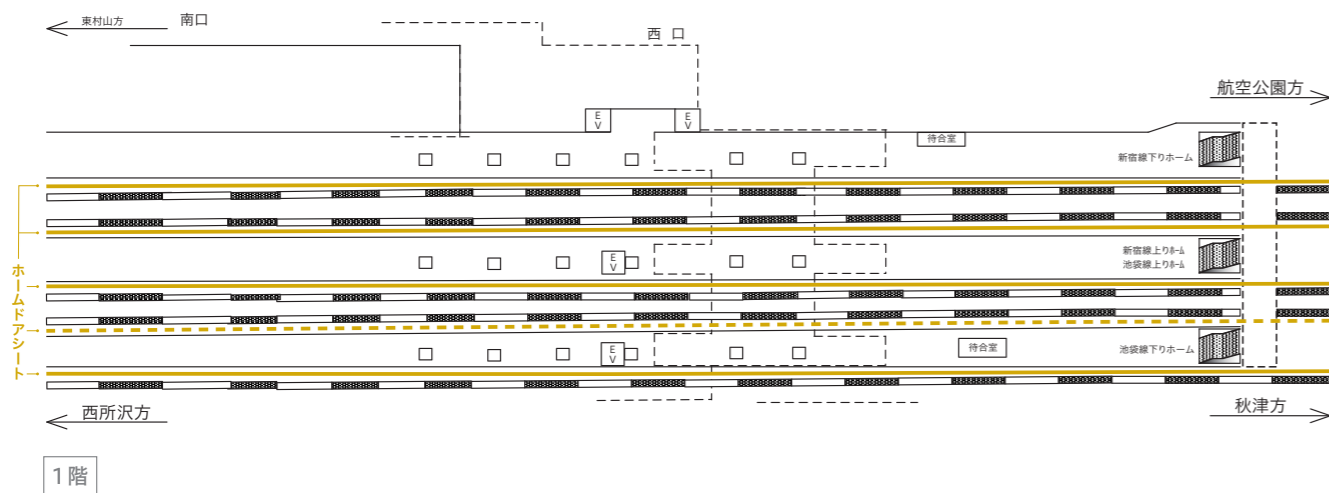 東村山方
南口
西 口
航空公園方
EV
EV
待合室
新宿線下りホーム
新宿線上りホーム
池袋線上りホーム
EV
ホームドアシート
EV
待合室
池袋線下りホーム
西所沢方
秋津方
1階